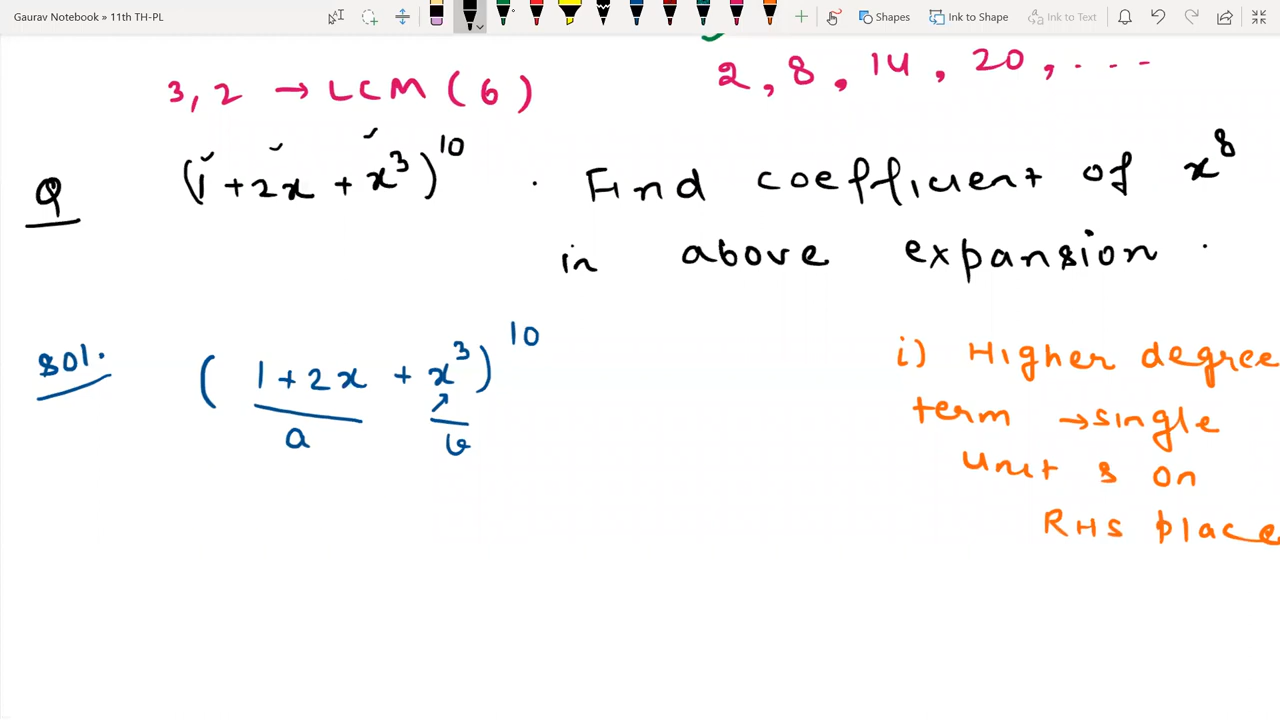 Gaurav Notebook » 11th TH-PL
Shapes
Ink to Shape
Ink to Text
3, 2 → LCM (6)
2, 8, 14, 20, ...
Q (1 + 2x + x³)¹⁰ . Find coefficient of x⁸
in above expansion.
Sol. (1 + 2x + x³)¹⁰
a b
i) Higher degree
term → single
unit & on
RHS place